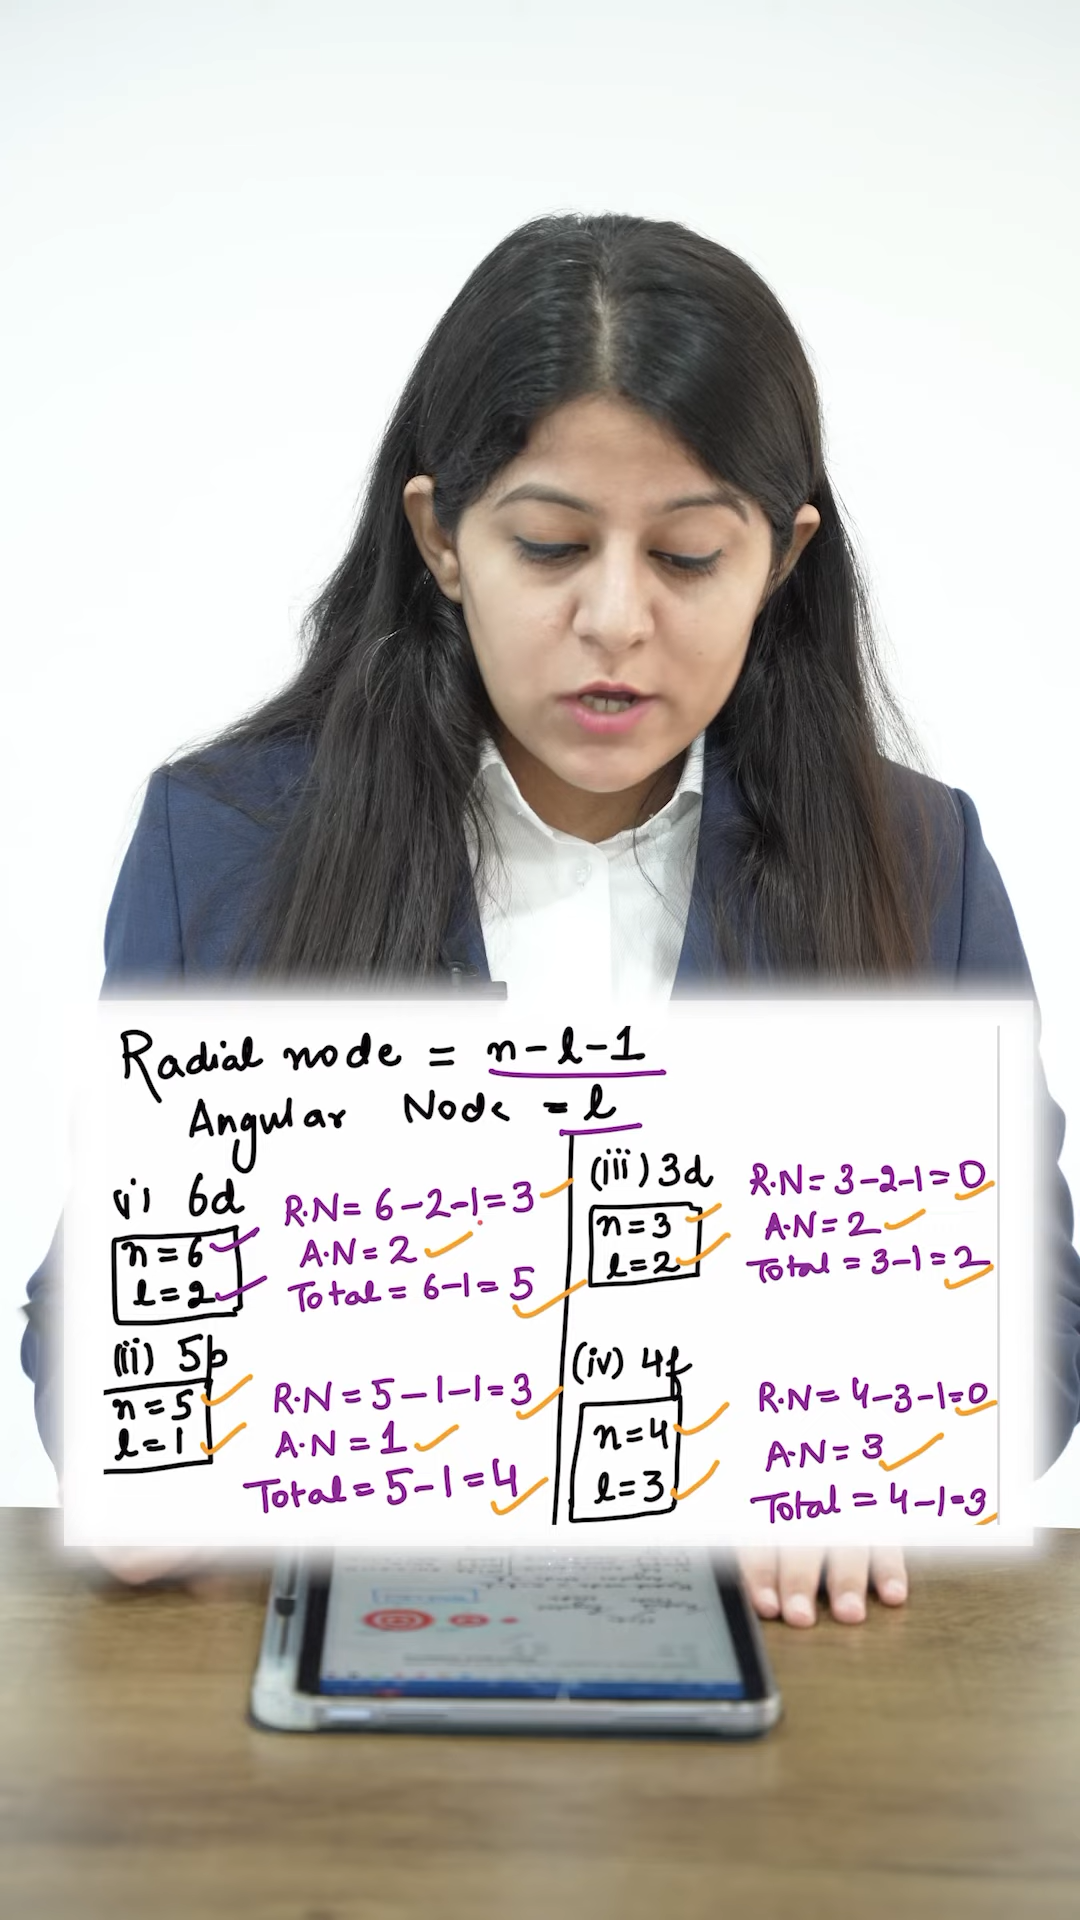 Radial node = n-l-1
Angular Node = l
(i) 6d
n=6
l=2
R.N= 6-2-1=3
A.N=2
Total= 6-1=5
(ii) 5p
n=5
l=1
R.N=5-1-1=3
A.N=1
Total=5-1=4
(iii) 3d
n=3
l=2
R.N=3-2-1=0
A.N=2
Total=3-1=2
(iv) 4f
n=4
l=3
R.N=4-3-1=0
A.N=3
Total=4-1=3